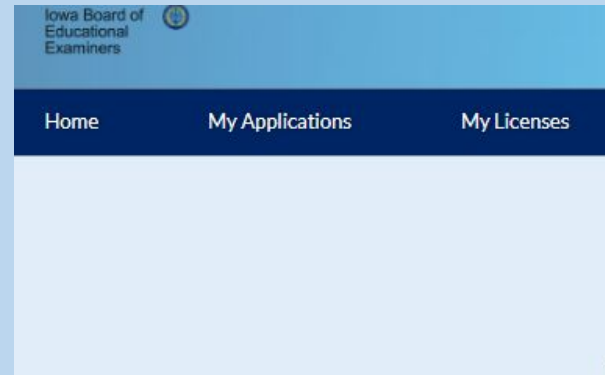 Iowa Board of
Educational
Examiners
Home My Applications My Licenses